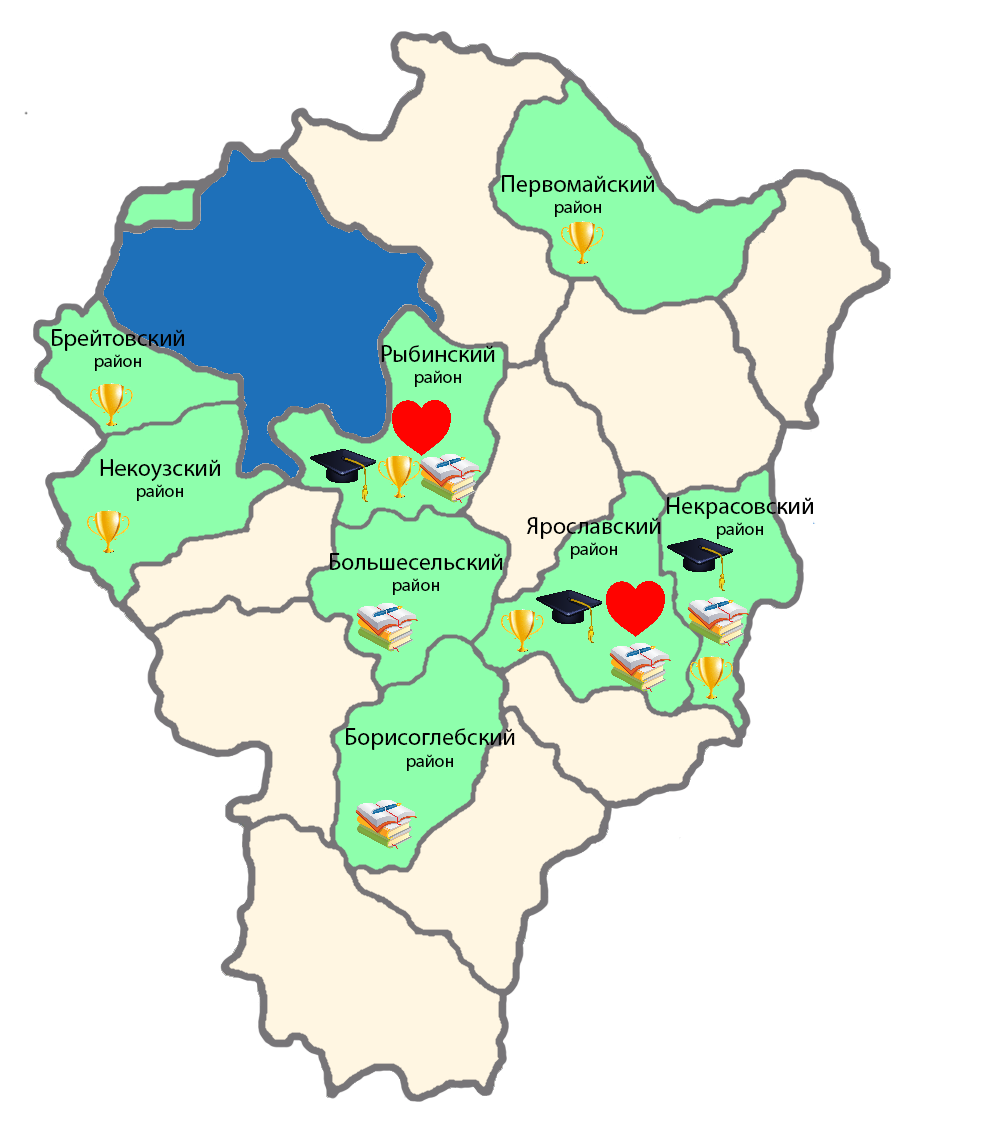 Первомайский
район
Брейтовский
район
Рыбинский
район
Некоузский
район
Ярославский
район
Некрасовский
район
Большесельский
район
Борисоглебский
район